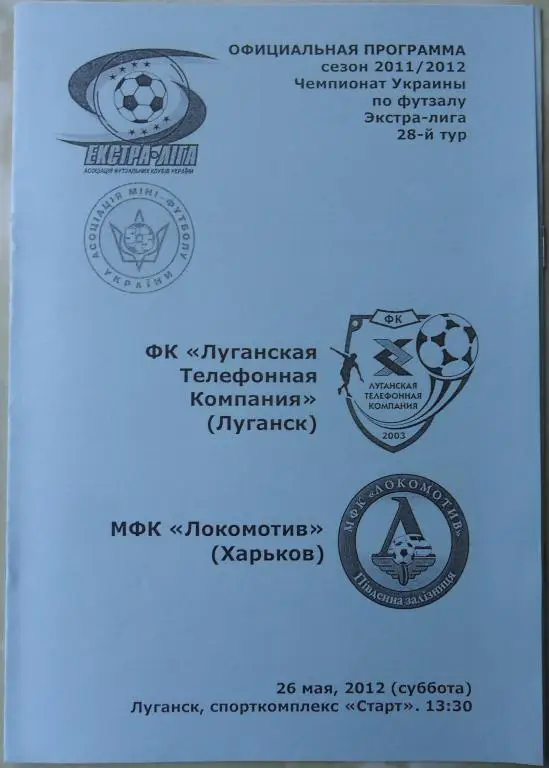 ОФИЦИАЛЬНАЯ ПРОГРАММА
сезон 2011/2012
Чемпионат Украины
по футзалу
Экстра-лига
28-й тур
ЕКСТРА-ЛІГА
АСОЦІАЦІЯ ФУТЗАЛЬНИХ КЛУБІВ УКРАЇНИ
АСОЦІАЦІЯ МІНІ-ФУТБОЛУ
УКРАЇНИ
ФК «Луганская
Телефонная
Компания»
(Луганск)
ФК
ЛУГАНСКАЯ
ТЕЛЕФОННАЯ
КОМПАНИЯ
2003
МФК «Локомотив»
(Харьков)
МФК «ЛОКОМОТИВ»
Л
Південна залізниця
26 мая, 2012 (суббота)
Луганск, спорткомплекс «Старт». 13:30